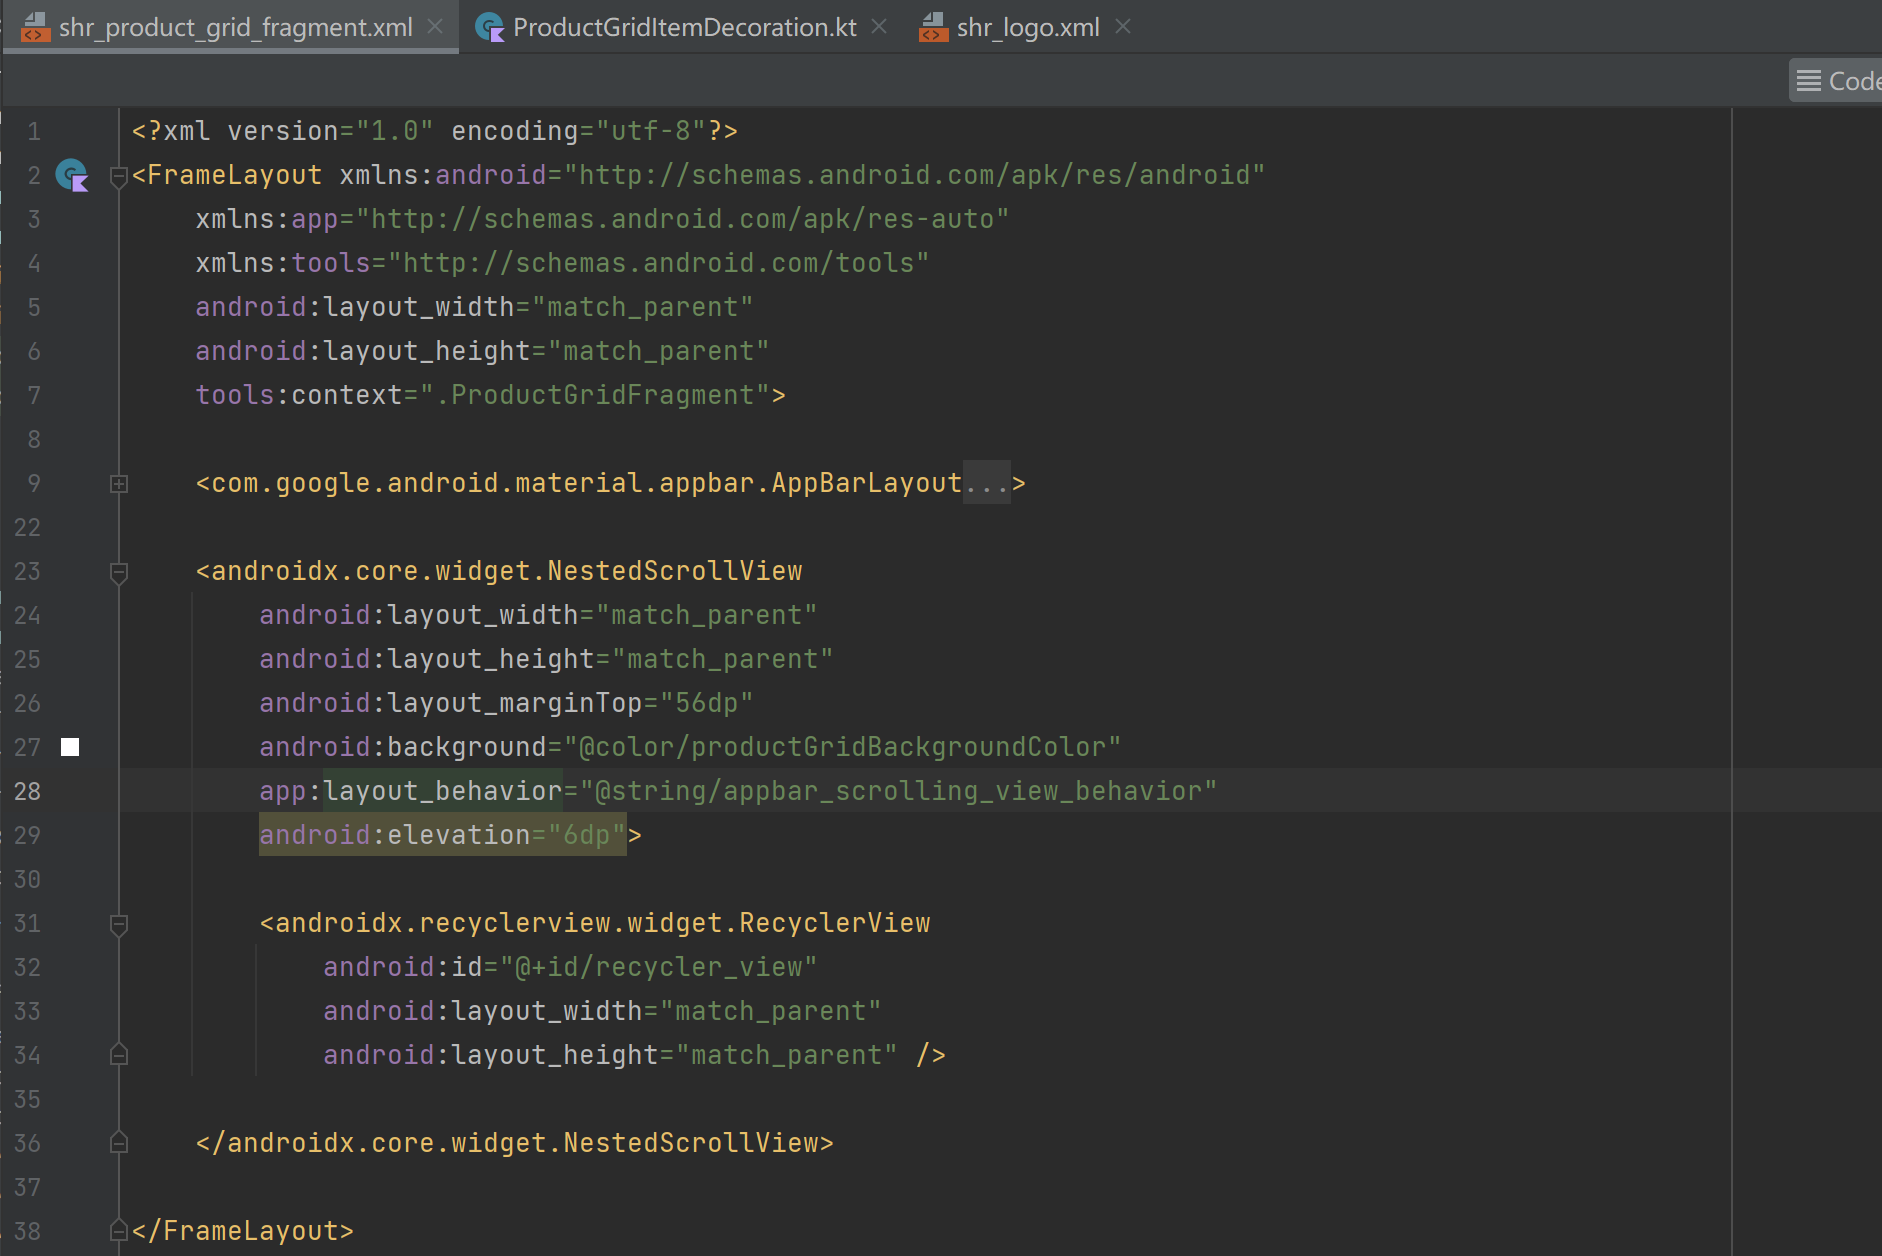 shr_product_grid_fragment.xml ProductGridItemDecoration.kt shr_logo.xml
Code
1 <?xml version="1.0" encoding="utf-8"?>
2 <FrameLayout xmlns:android="http://schemas.android.com/apk/res/android"
3 xmlns:app="http://schemas.android.com/apk/res-auto"
4 xmlns:tools="http://schemas.android.com/tools"
5 android:layout_width="match_parent"
6 android:layout_height="match_parent"
7 tools:context=".ProductGridFragment">
8
9 <com.google.android.material.appbar.AppBarLayout...>
22
23 <androidx.core.widget.NestedScrollView
24 android:layout_width="match_parent"
25 android:layout_height="match_parent"
26 android:layout_marginTop="56dp"
27 android:background="@color/productGridBackgroundColor"
28 app:layout_behavior="@string/appbar_scrolling_view_behavior"
29 android:elevation="6dp">
30
31 <androidx.recyclerview.widget.RecyclerView
32 android:id="@+id/recycler_view"
33 android:layout_width="match_parent"
34 android:layout_height="match_parent" />
35
36 </androidx.core.widget.NestedScrollView>
37
38 </FrameLayout>